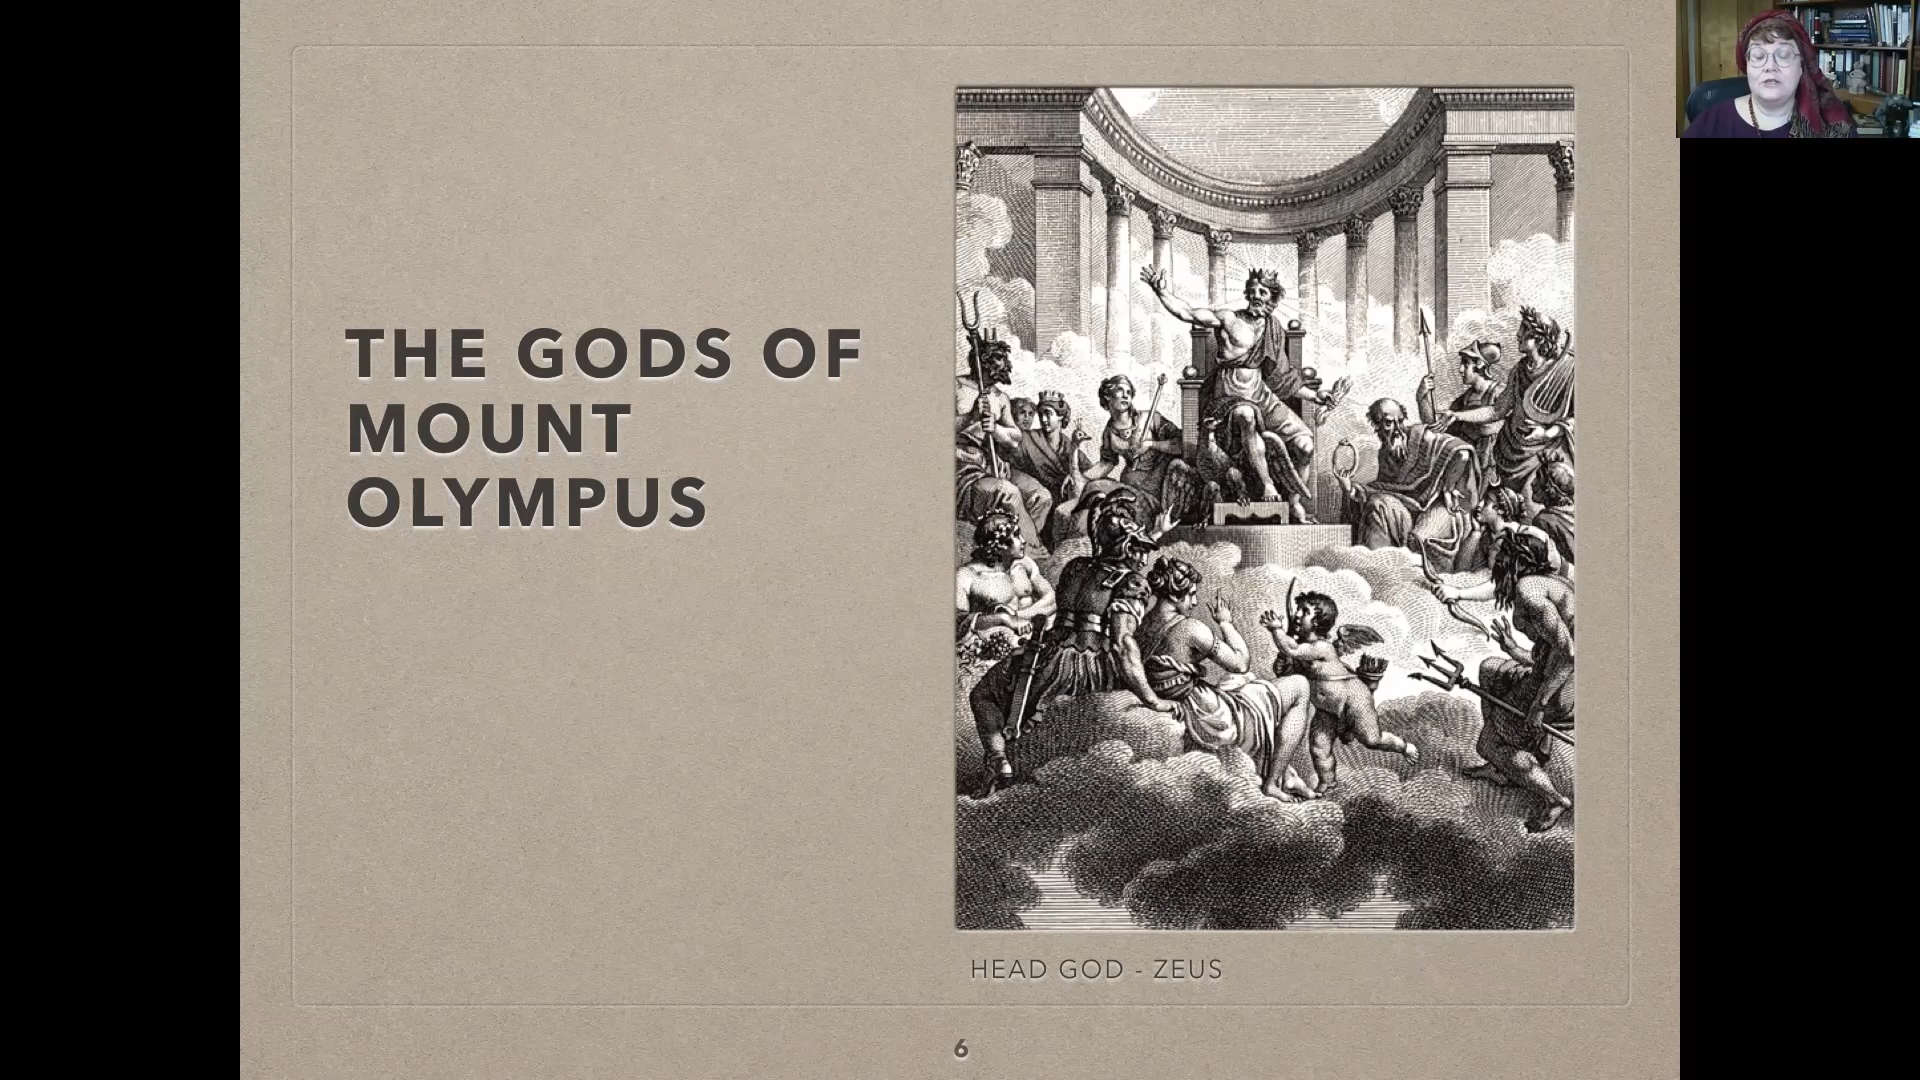 THE GODS OF
MOUNT
OLYMPUS
HEAD GOD - ZEUS
6